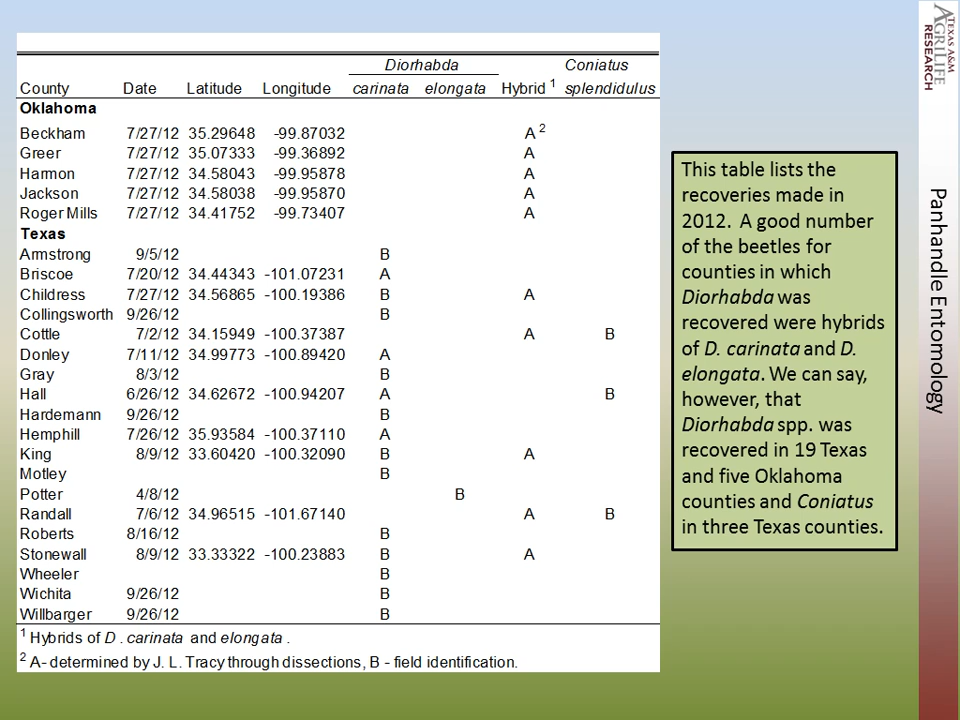 Diorhabda Coniatus
County Date Latitude Longitude carinata elongata Hybrid 1 splendidulus
Oklahoma
Beckham 7/27/12 35.29648 -99.87032 A 2
Greer 7/27/12 35.07333 -99.36892 A
Harmon 7/27/12 34.58043 -99.95878 A
Jackson 7/27/12 34.58038 -99.95870 A
Roger Mills 7/27/12 34.41752 -99.73407 A
Texas
Armstrong 9/5/12 B
Briscoe 7/20/12 34.44343 -101.07231 A
Childress 7/27/12 34.56865 -100.19386 B A
Collingsworth 9/26/12 B
Cottle 7/2/12 34.15949 -100.37387 A B
Donley 7/11/12 34.99773 -100.89420 A
Gray 8/3/12 B
Hall 6/26/12 34.62672 -100.94207 A B
Hardemann 9/26/12 B
Hemphill 7/26/12 35.93584 -100.37110 A
King 8/9/12 33.60420 -100.32090 B A
Motley B
Potter 4/8/12 B
Randall 7/6/12 34.96515 -101.67140 A B
Roberts 8/16/12 B
Stonewall 8/9/12 33.33322 -100.23883 B A
Wheeler B
Wichita 9/26/12 B
Willbarger 9/26/12 B
1 Hybrids of D . carinata and elongata .
2 A- determined by J. L. Tracy through dissections, B - field identification.
This table lists the
recoveries made in
2012. A good number
of the beetles for
counties in which
Diorhabda was
recovered were hybrids
of D. carinata and D.
elongata. We can say,
however, that
Diorhabda spp. was
recovered in 19 Texas
and five Oklahoma
counties and Coniatus
in three Texas counties.
TEXAS A&M
AGRILIFE
RESEARCH
Panhandle Entomology